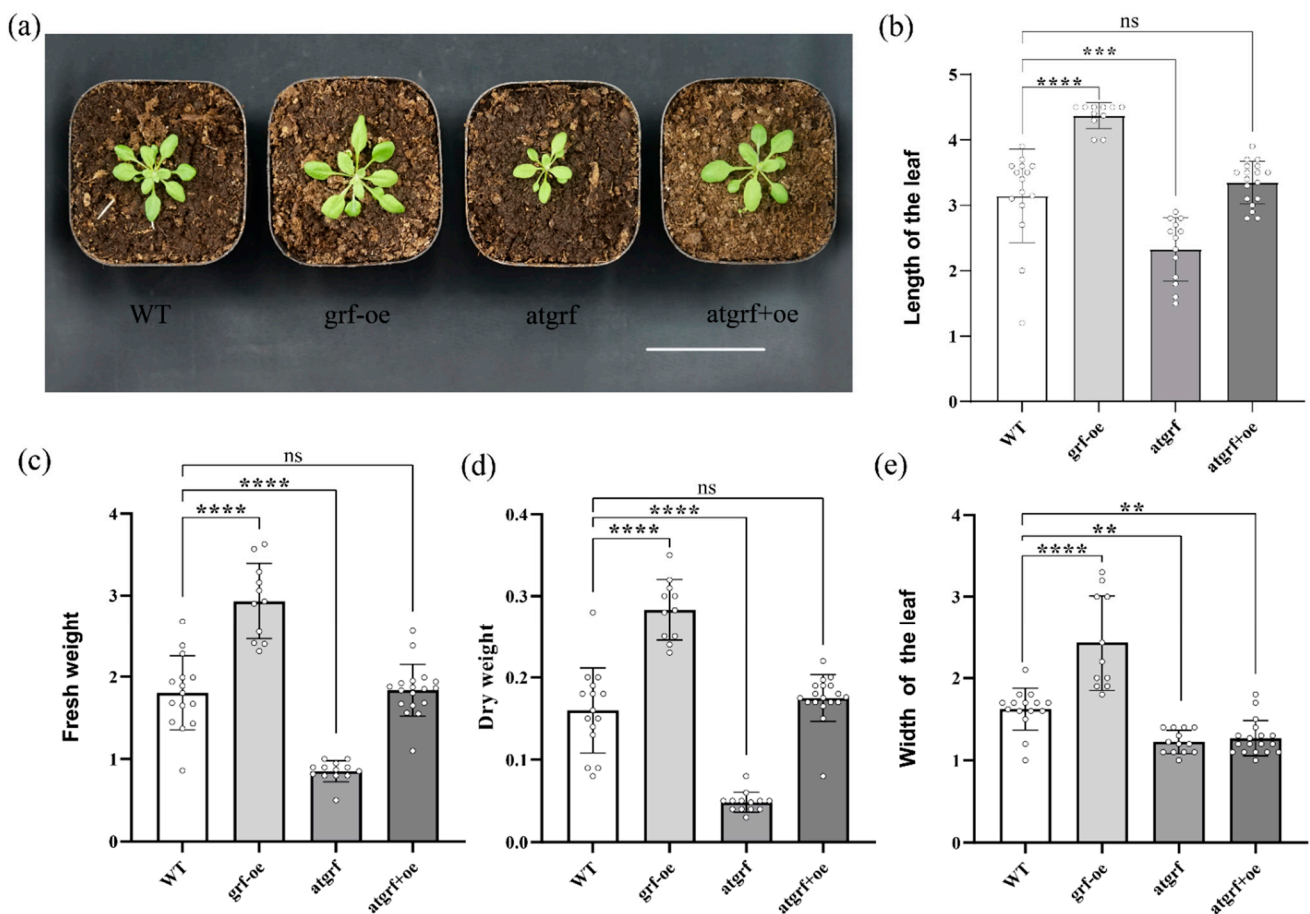 (a)
WT grf-oe atgrf atgrf+oe
(b)
ns
***
****
Length of the leaf
5
4
3
2
1
0
WT grf-oe atgrf atgrf+oe
(c)
ns
****
****
Fresh weight
4
3
2
1
0
WT grf-oe atgrf atgrf+oe
(d)
ns
****
****
Dry weight
0.4
0.3
0.2
0.1
0.0
WT grf-oe atgrf atgrf+oe
(e)
**
**
****
Width of the leaf
4
3
2
1
0
WT grf-oe atgrf atgrf+oe